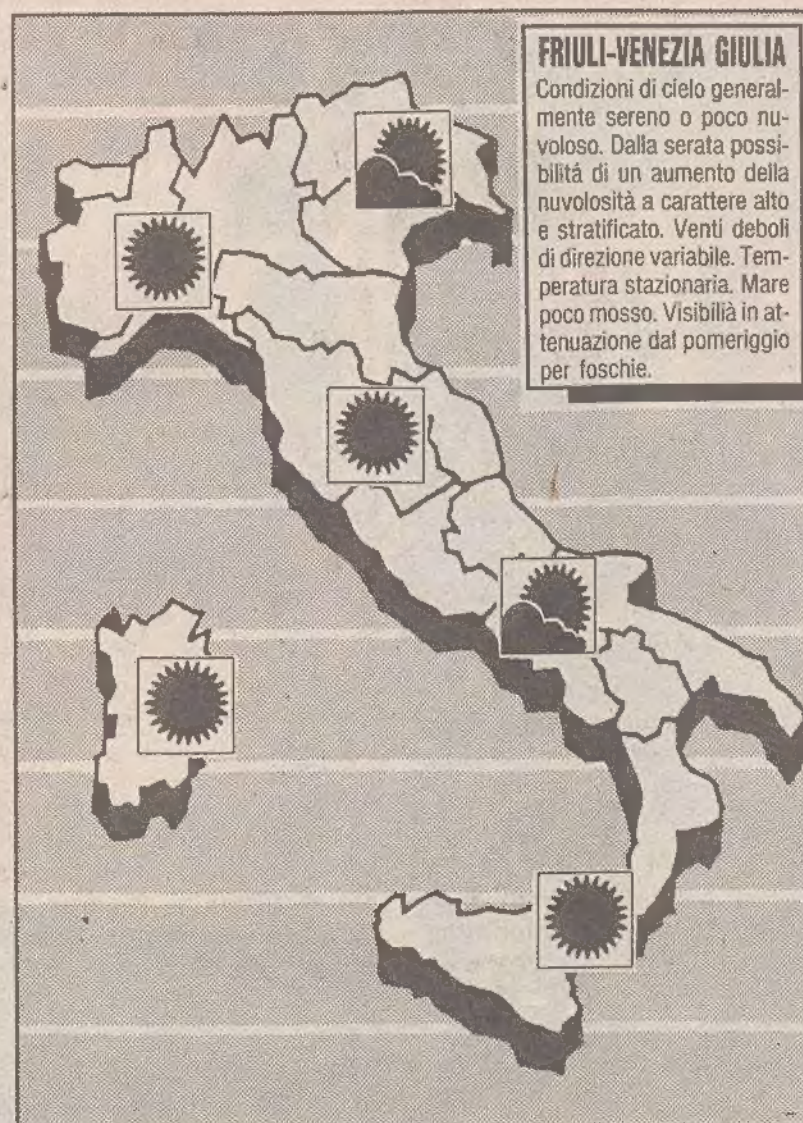 FRIULI-VENEZIA GIULIA
Condizioni di cielo general-
mente sereno o poco nu-
voloso. Dalla serata possi-
bilitá di un aumento della
nuvolosità a carattere alto
e stratificato. Venti deboli
di direzione variabile. Tem-
peratura stazionaria. Mare
poco mosso. Visibilià in at-
tenuazione dal pomeriggio
per foschie.